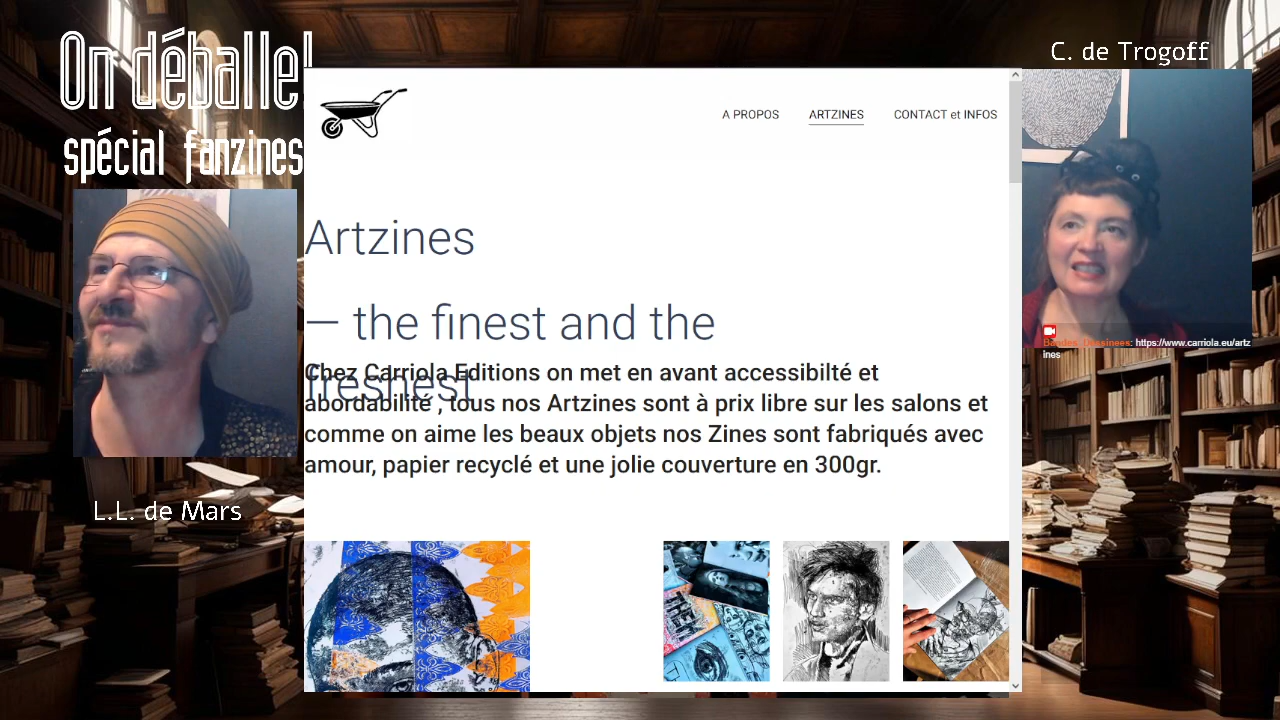 On déballe!
spécial fanzines
C. de Trogoff
A PROPOS
ARTZINES
CONTACT et INFOS
Artzines
— the finest and the
freshest
Chez Carriola Editions on met en avant accessibilté et
abordabilité , tous nos Artzines sont à prix libre sur les salons et
comme on aime les beaux objets nos Zines sont fabriqués avec
amour, papier recyclé et une jolie couverture en 300gr.
Bandes_Dessinees: https://www.carriola.eu/artz
ines
L.L. de Mars